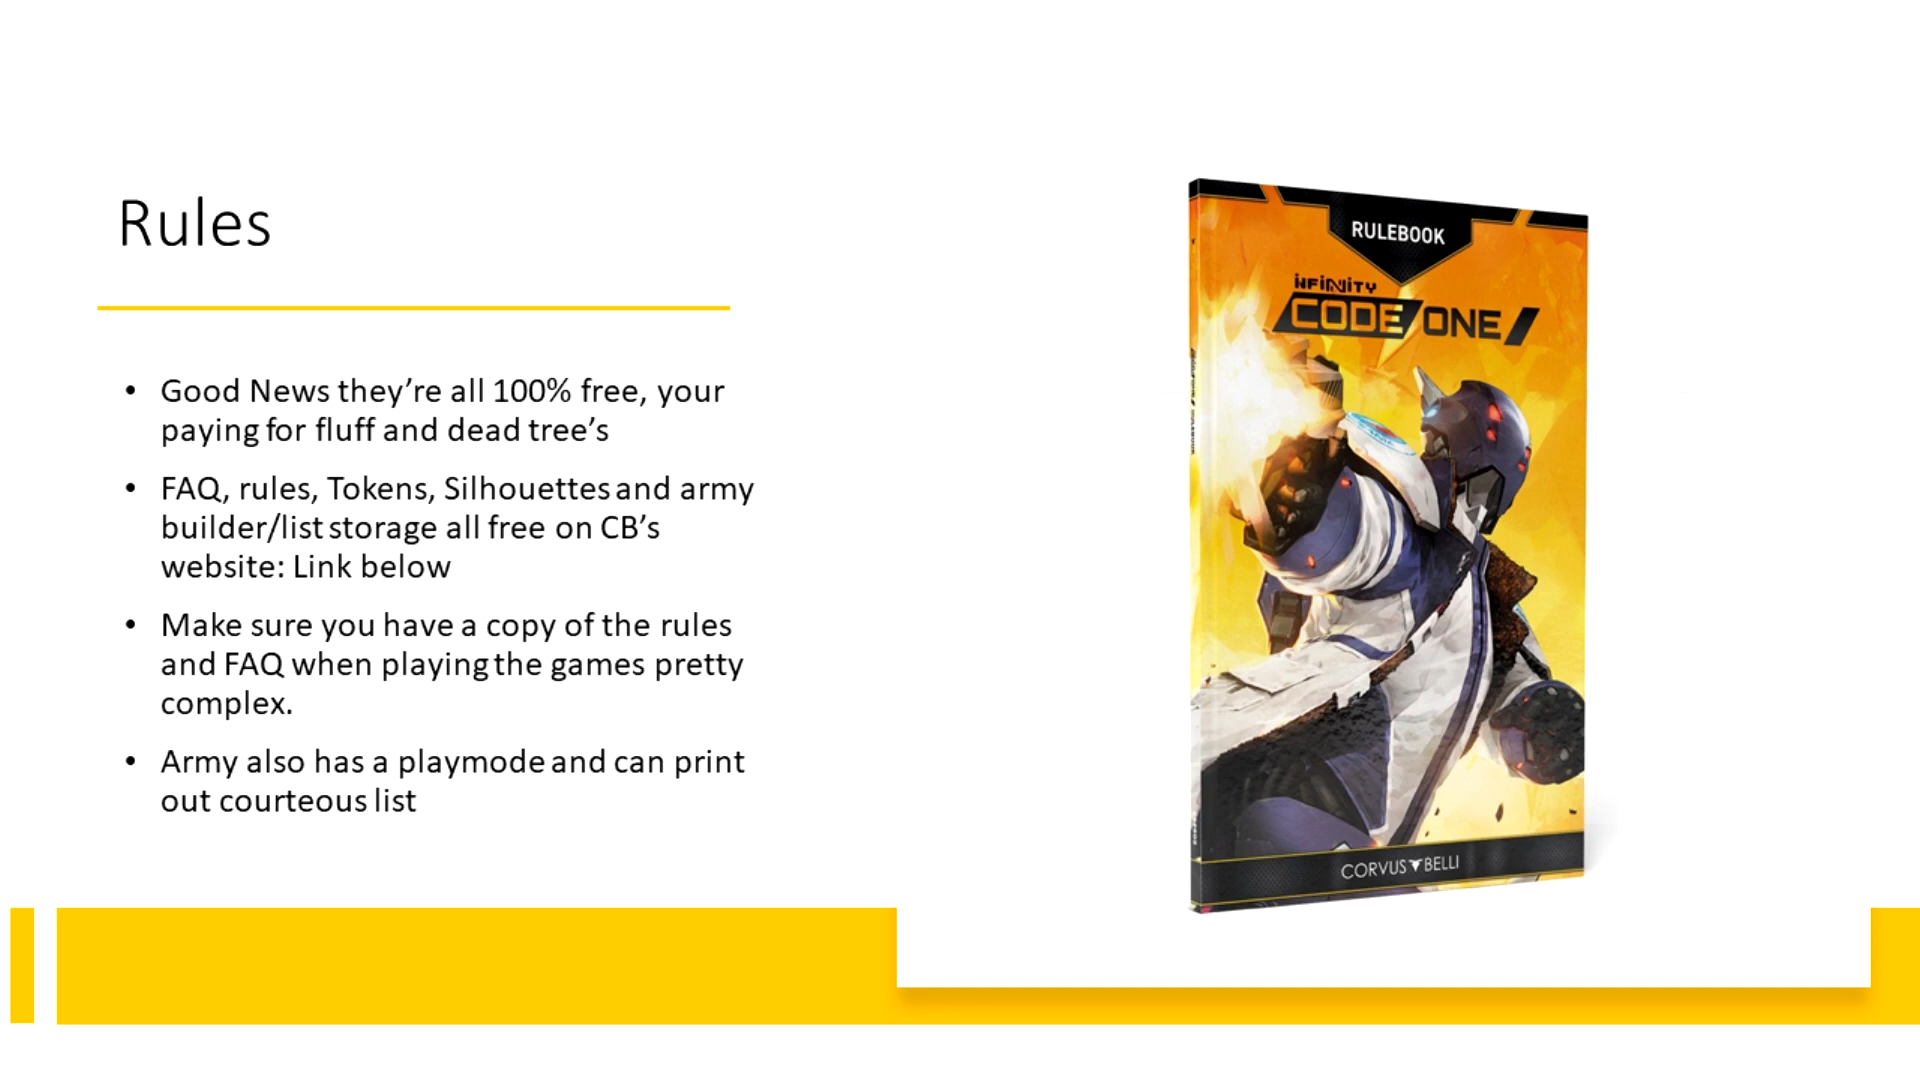 Rules
• Good News they’re all 100% free, your
paying for fluff and dead tree’s
• FAQ, rules, Tokens, Silhouettes and army
builder/list storage all free on CB’s
website: Link below
• Make sure you have a copy of the rules
and FAQ when playing the games pretty
complex.
• Army also has a playmode and can print
out courteous list
RULEBOOK
INFINITY
CODE ONE
CORVUS BELLI